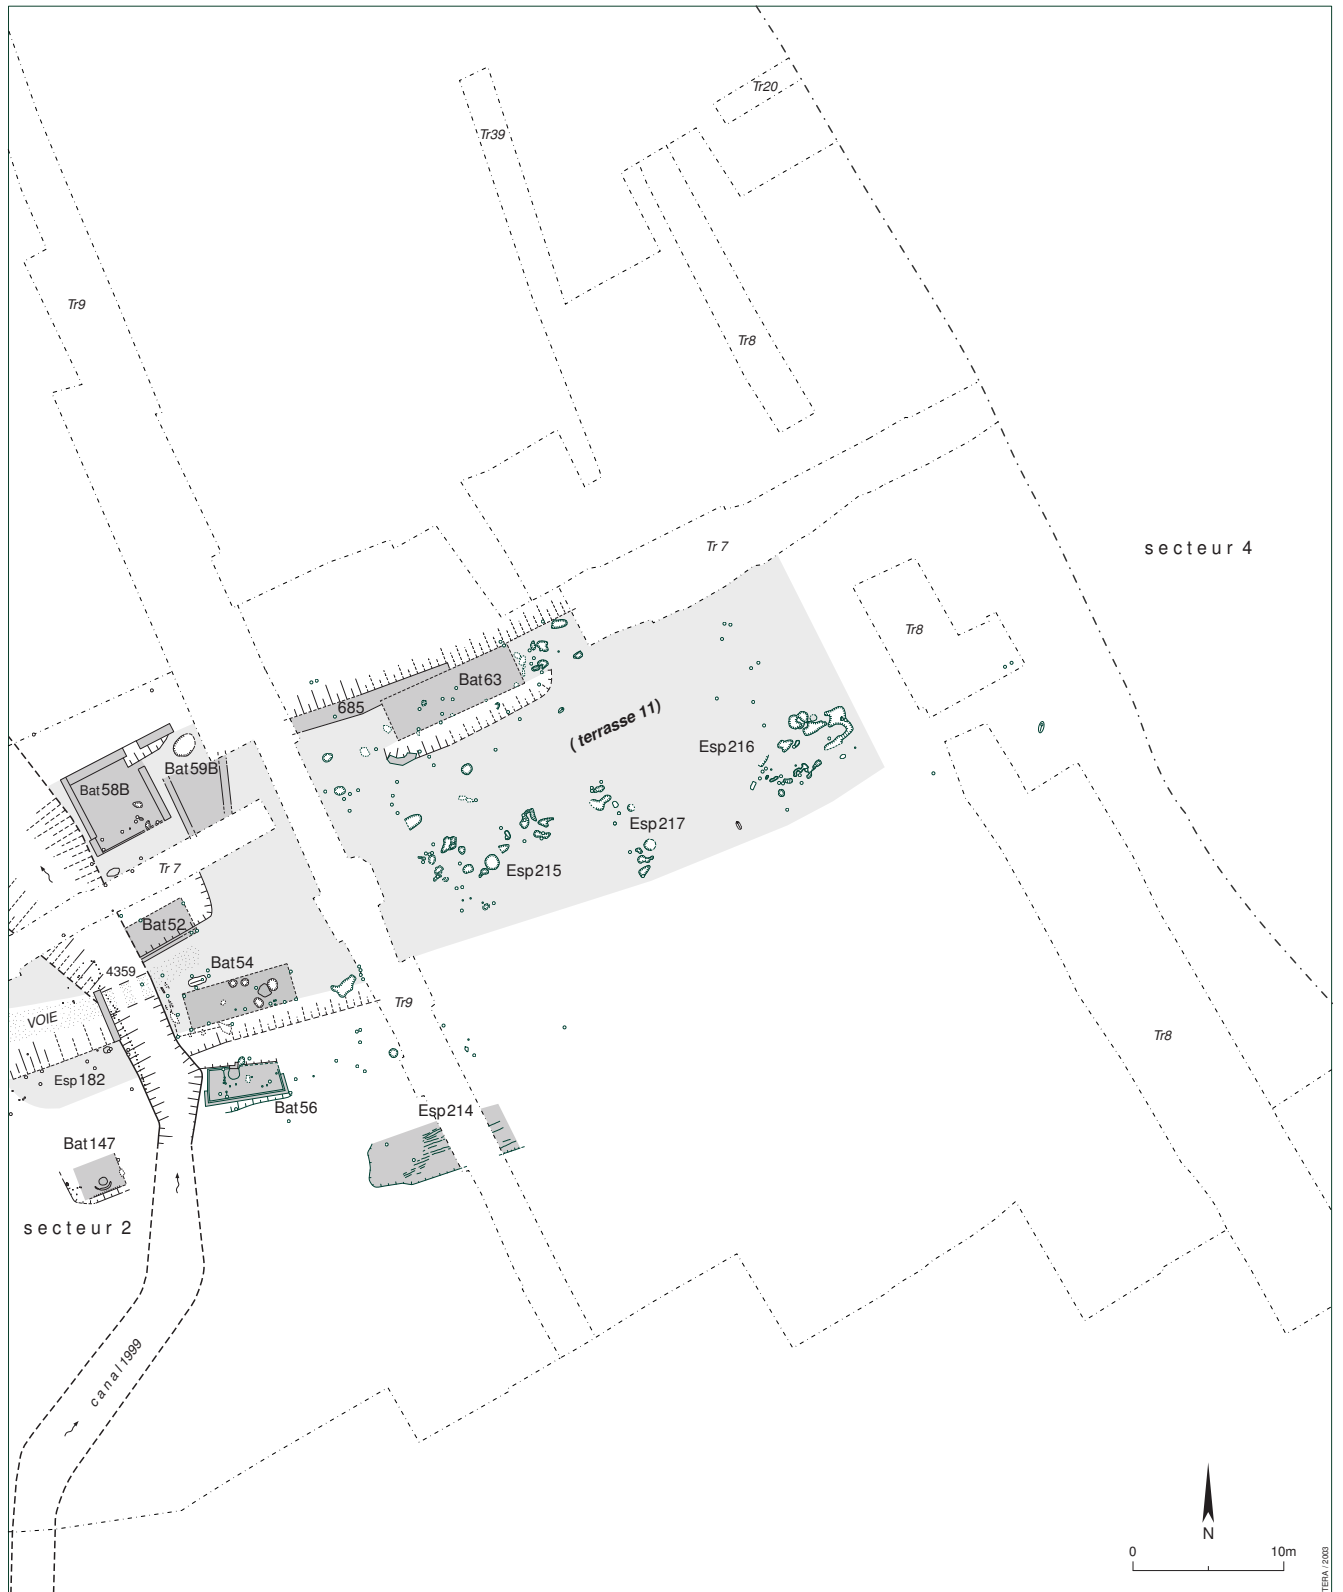 Tr20
Tr39
Tr9
Tr8
Tr 7
secteur 4
Tr8
Bat63
685
(terrasse 11)
Esp216
Bat59B
Bat58B
Esp217
Tr 7
Esp215
Bat52
Bat54
4359
VOIE
Tr9
Tr8
Esp182
Bat56
Esp214
Bat147
secteur 2
canal 1999
N
0 10m
TERA / 2003